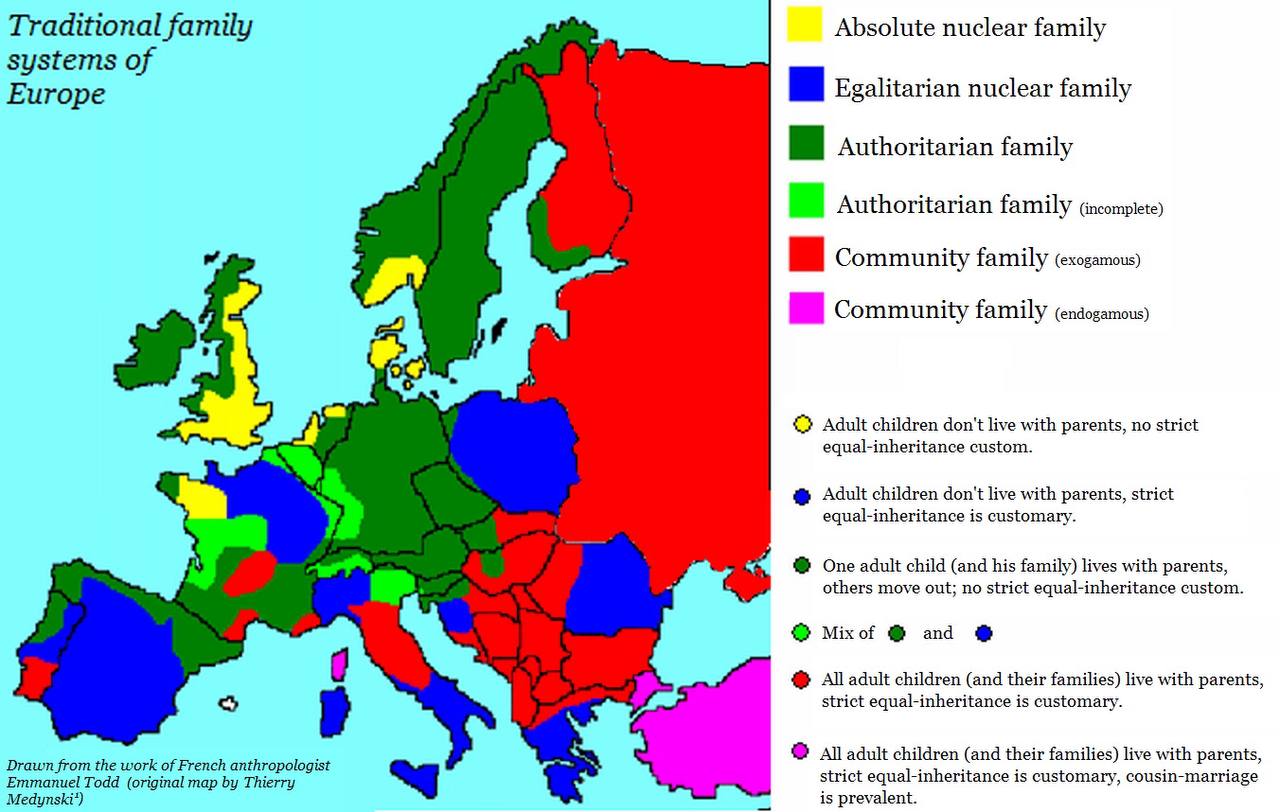 Traditional family
systems of
Europe
Absolute nuclear family
Egalitarian nuclear family
Authoritarian family
Authoritarian family (incomplete)
Community family (exogamous)
Community family (endogamous)
Adult children don't live with parents, no strict
equal-inheritance custom.
Adult children don't live with parents, strict
equal-inheritance is customary.
One adult child (and his family) lives with parents,
others move out; no strict equal-inheritance custom.
Mix of and
All adult children (and their families) live with parents,
strict equal-inheritance is customary.
All adult children (and their families) live with parents,
strict equal-inheritance is customary, cousin-marriage
is prevalent.
Drawn from the work of French anthropologist
Emmanuel Todd (original map by Thierry
Medynski¹)